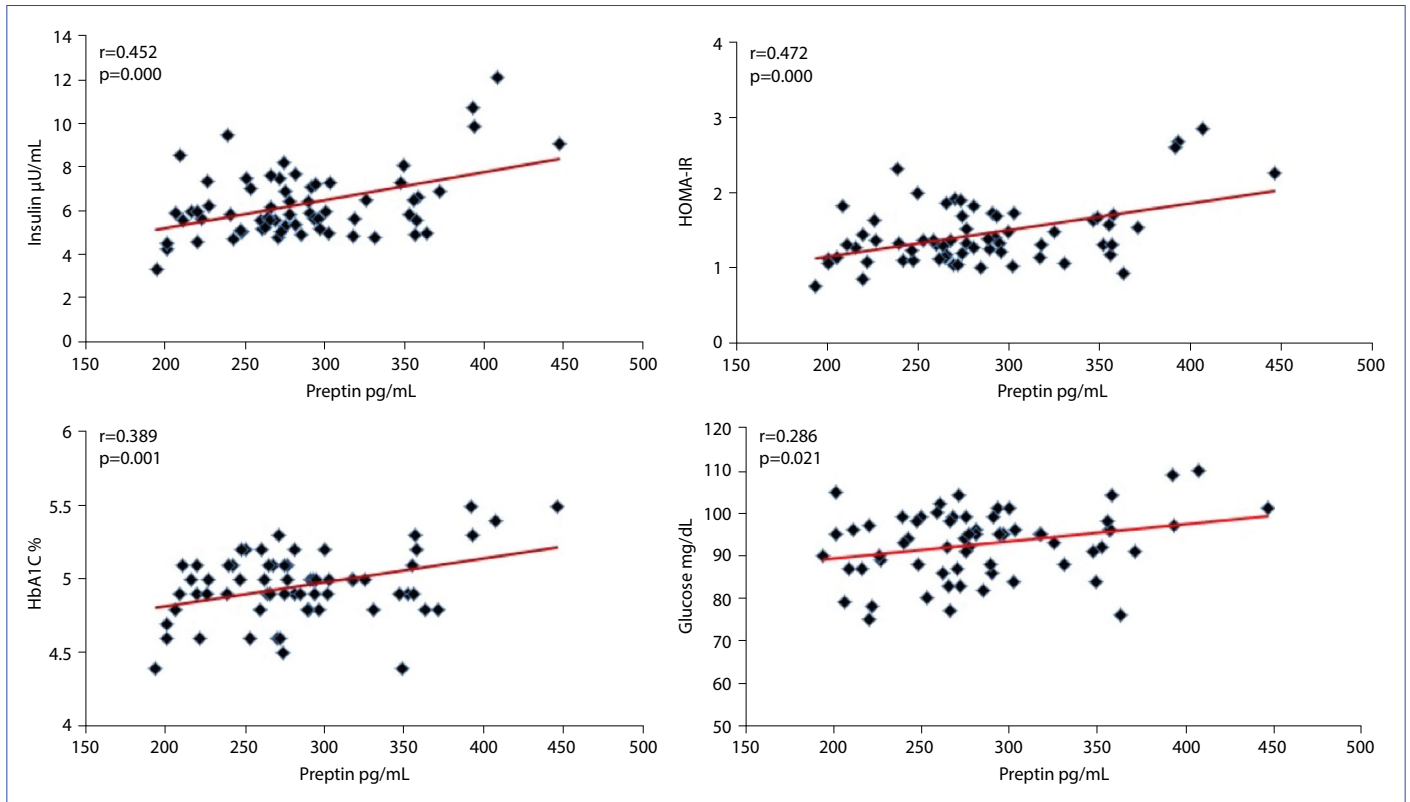 r=0.452
p=0.000
Insulin µU/mL
14
12
10
8
6
4
2
0
150 200 250 300 350 400 450 500
Preptin pg/mL
r=0.472
p=0.000
HOMA-IR
4
3
2
1
0
150 200 250 300 350 400 450 500
Preptin pg/mL
r=0.389
p=0.001
HbA1C %
6
5.5
5
4.5
4
150 200 250 300 350 400 450 500
Preptin pg/mL
r=0.286
p=0.021
Glucose mg/dL
120
110
100
90
80
70
60
50
150 200 250 300 350 400 450 500
Preptin pg/mL